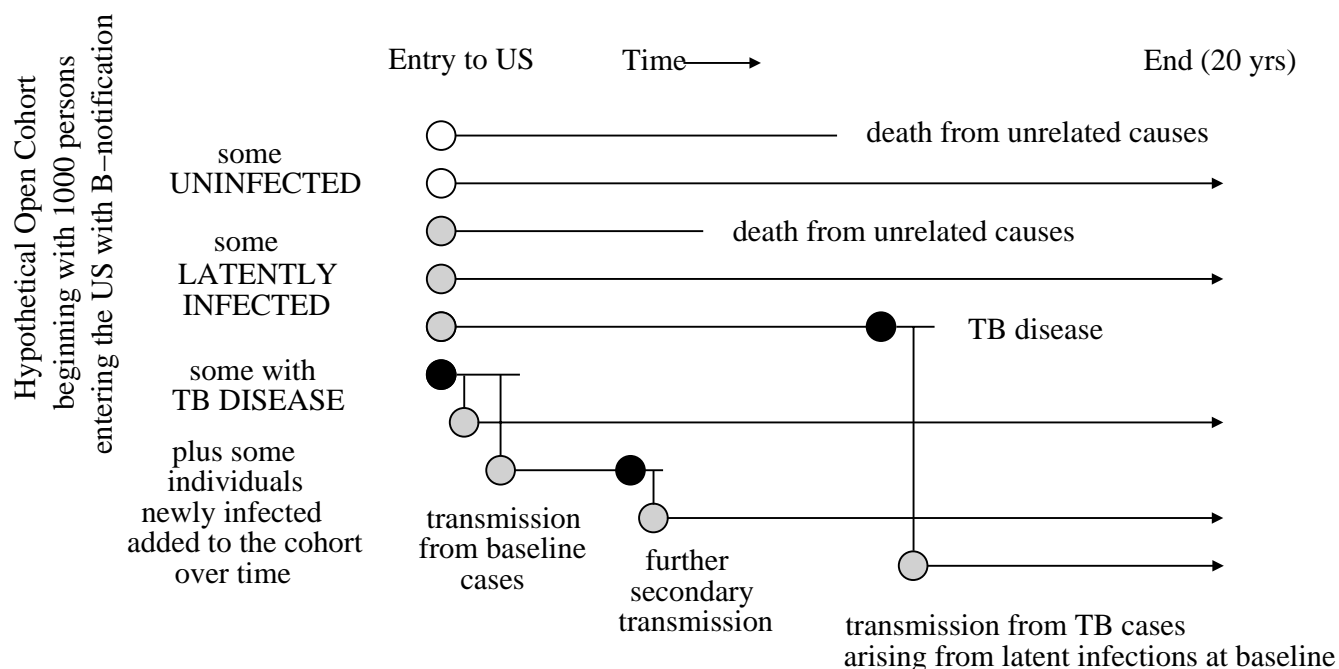 Hypothetical Open Cohort
beginning with 1000 persons
entering the US with B−notification
Entry to US
Time
End (20 yrs)
death from unrelated causes
some
UNINFECTED
death from unrelated causes
some
LATENTLY
INFECTED
TB disease
some with
TB DISEASE
plus some
individuals
newly infected
added to the cohort
over time
transmission
from baseline
cases
further
secondary
transmission
transmission from TB cases
arising from latent infections at baseline